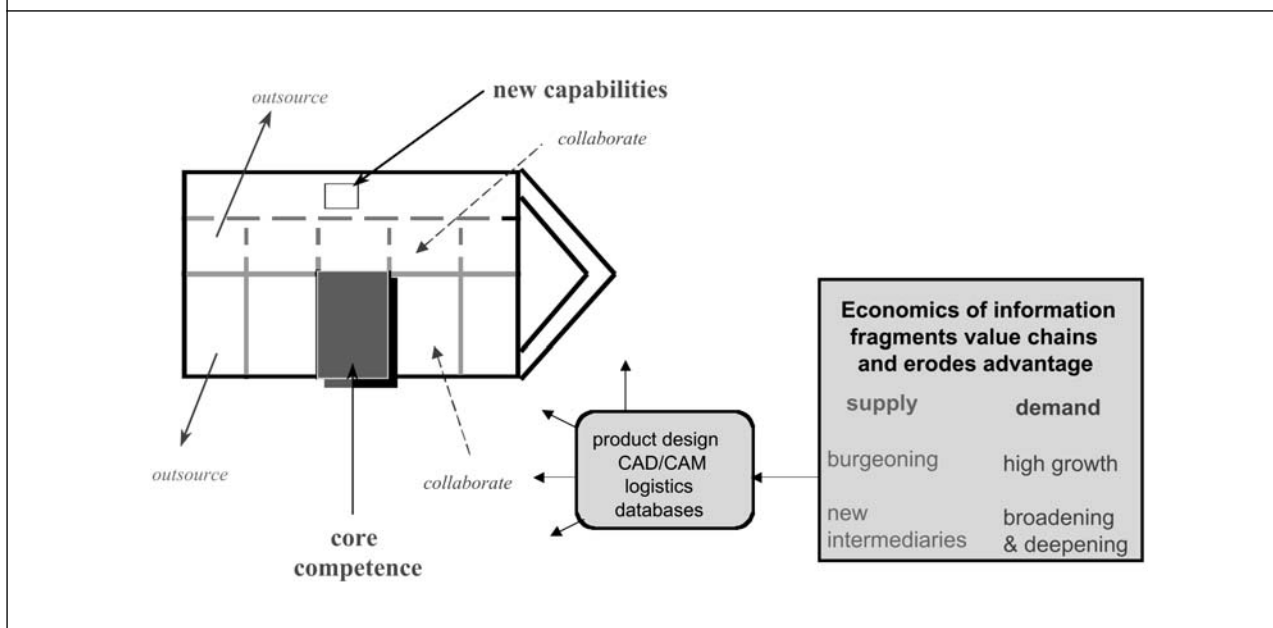 outsource
new capabilities
collaborate
outsource
collaborate
core
competence
product design
CAD/CAM
logistics
databases
Economics of information
fragments value chains
and erodes advantage
supply demand
burgeoning high growth
new broadening
intermediaries & deepening